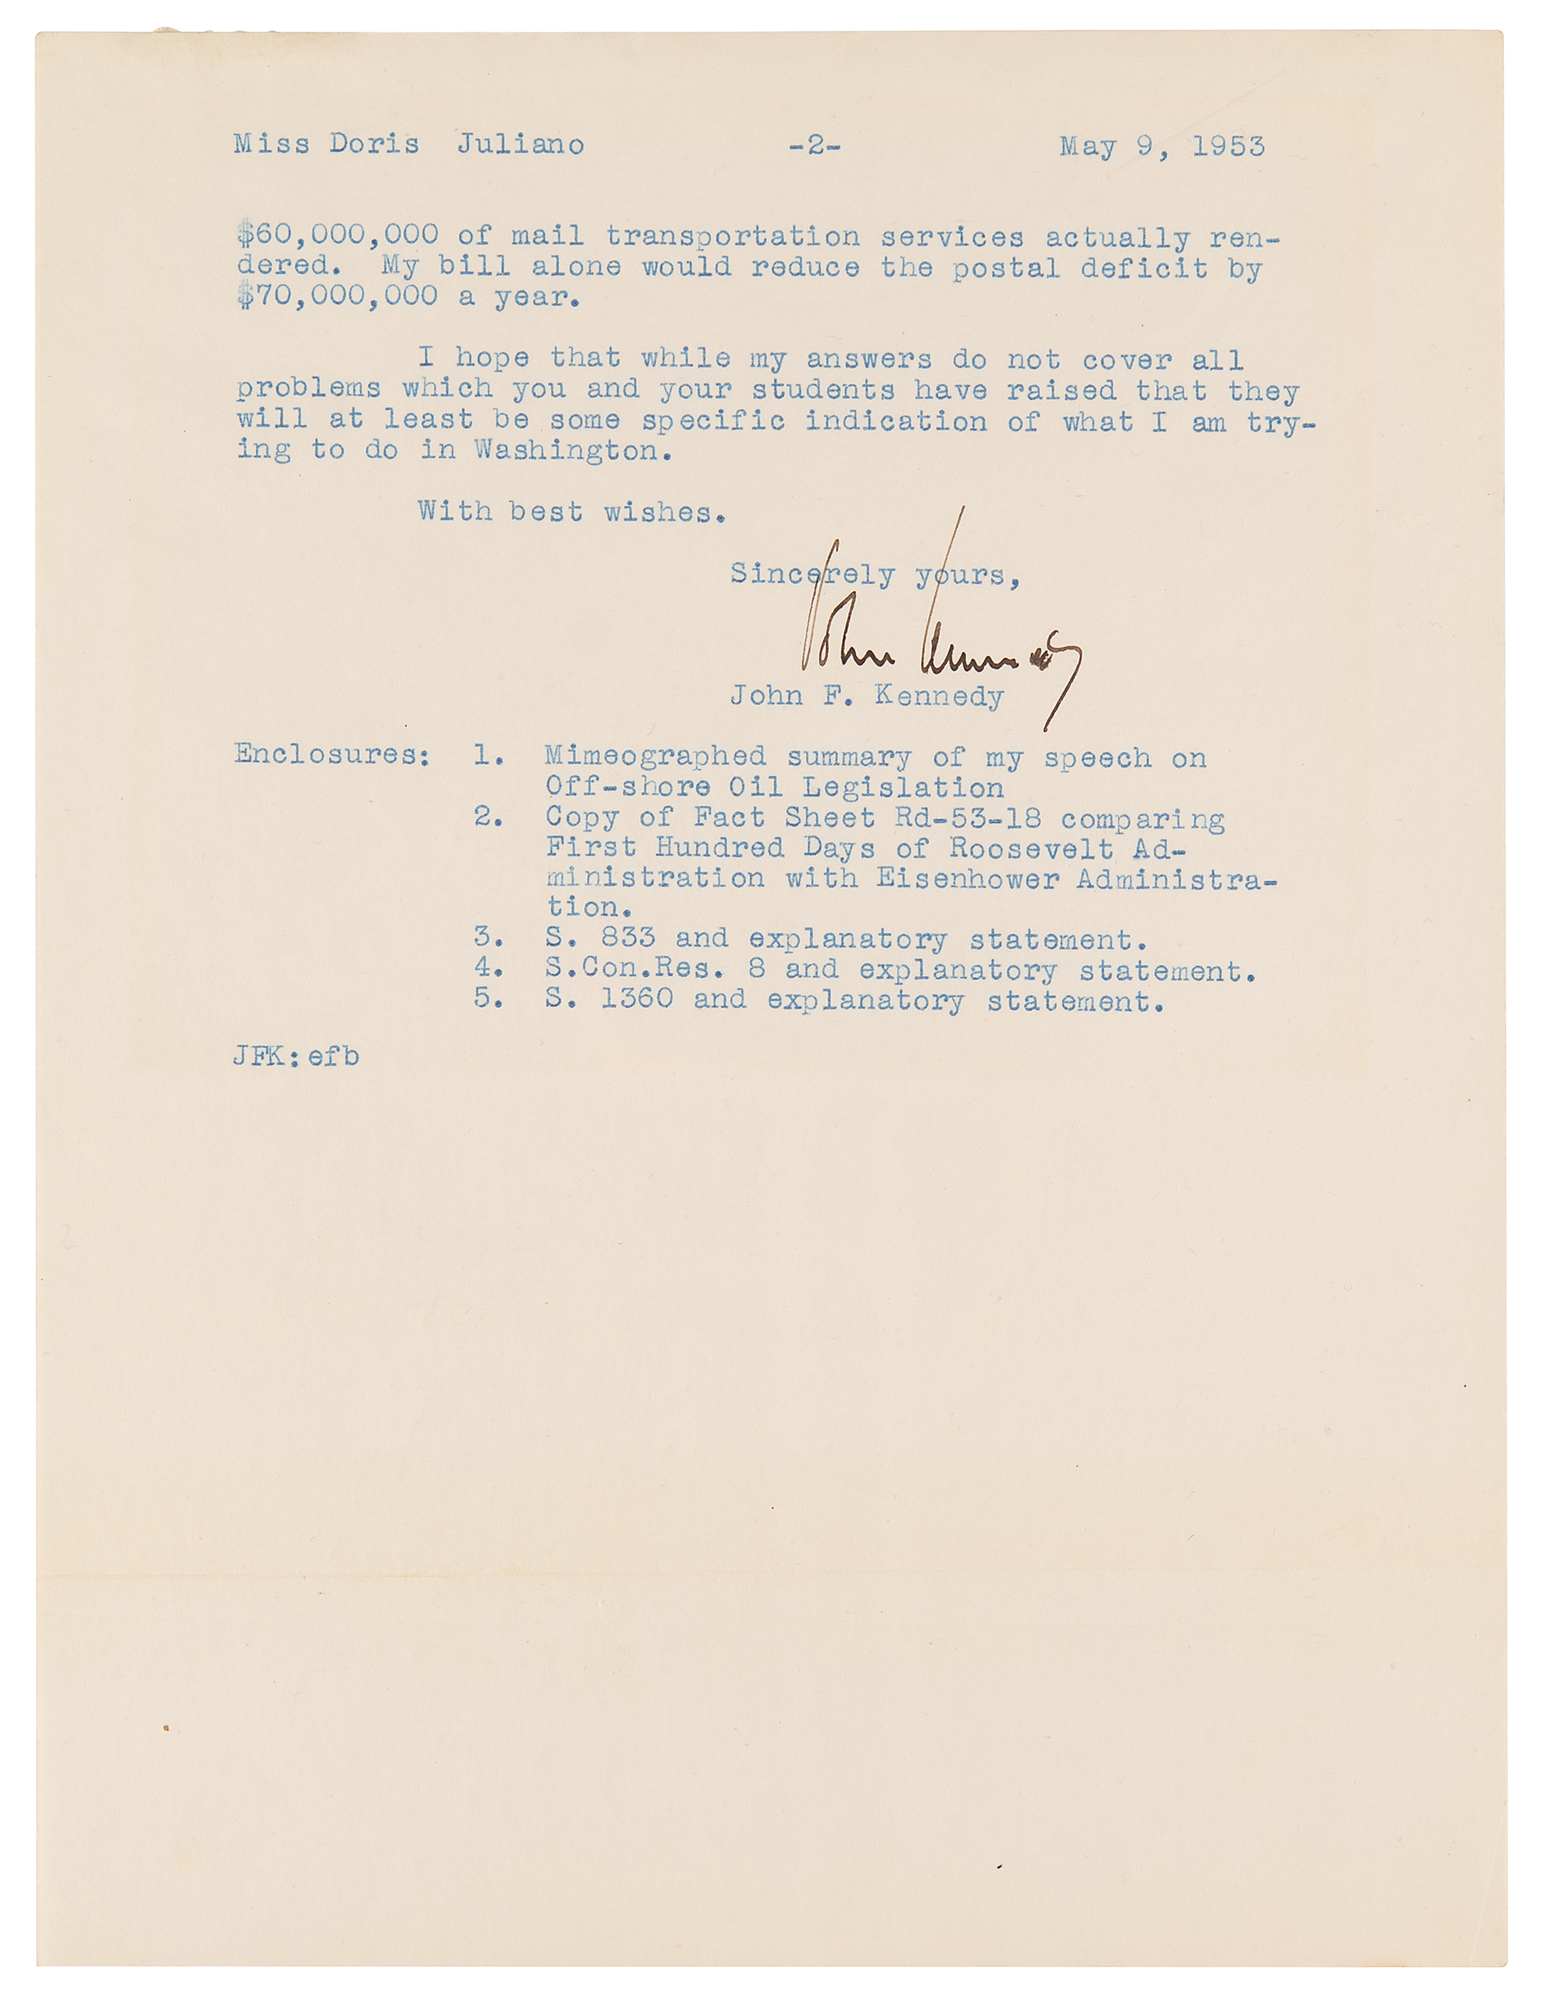 Miss Doris Juliano -2- May 9, 1953
$60,000,000 of mail transportation services actually ren-
dered. My bill alone would reduce the postal deficit by
$70,000,000 a year.
I hope that while my answers do not cover all
problems which you and your students have raised that they
will at least be some specific indication of what I am try-
ing to do in Washington.
With best wishes.
Sincerely yours,
John Kennedy
John F. Kennedy
Enclosures: 1. Mimeographed summary of my speech on
Off-shore Oil Legislation
2. Copy of Fact Sheet Rd-53-18 comparing
First Hundred Days of Roosevelt Ad-
ministration with Eisenhower Administra-
tion.
3. S. 833 and explanatory statement.
4. S.Con.Res. 8 and explanatory statement.
5. S. 1360 and explanatory statement.
JFK:efb